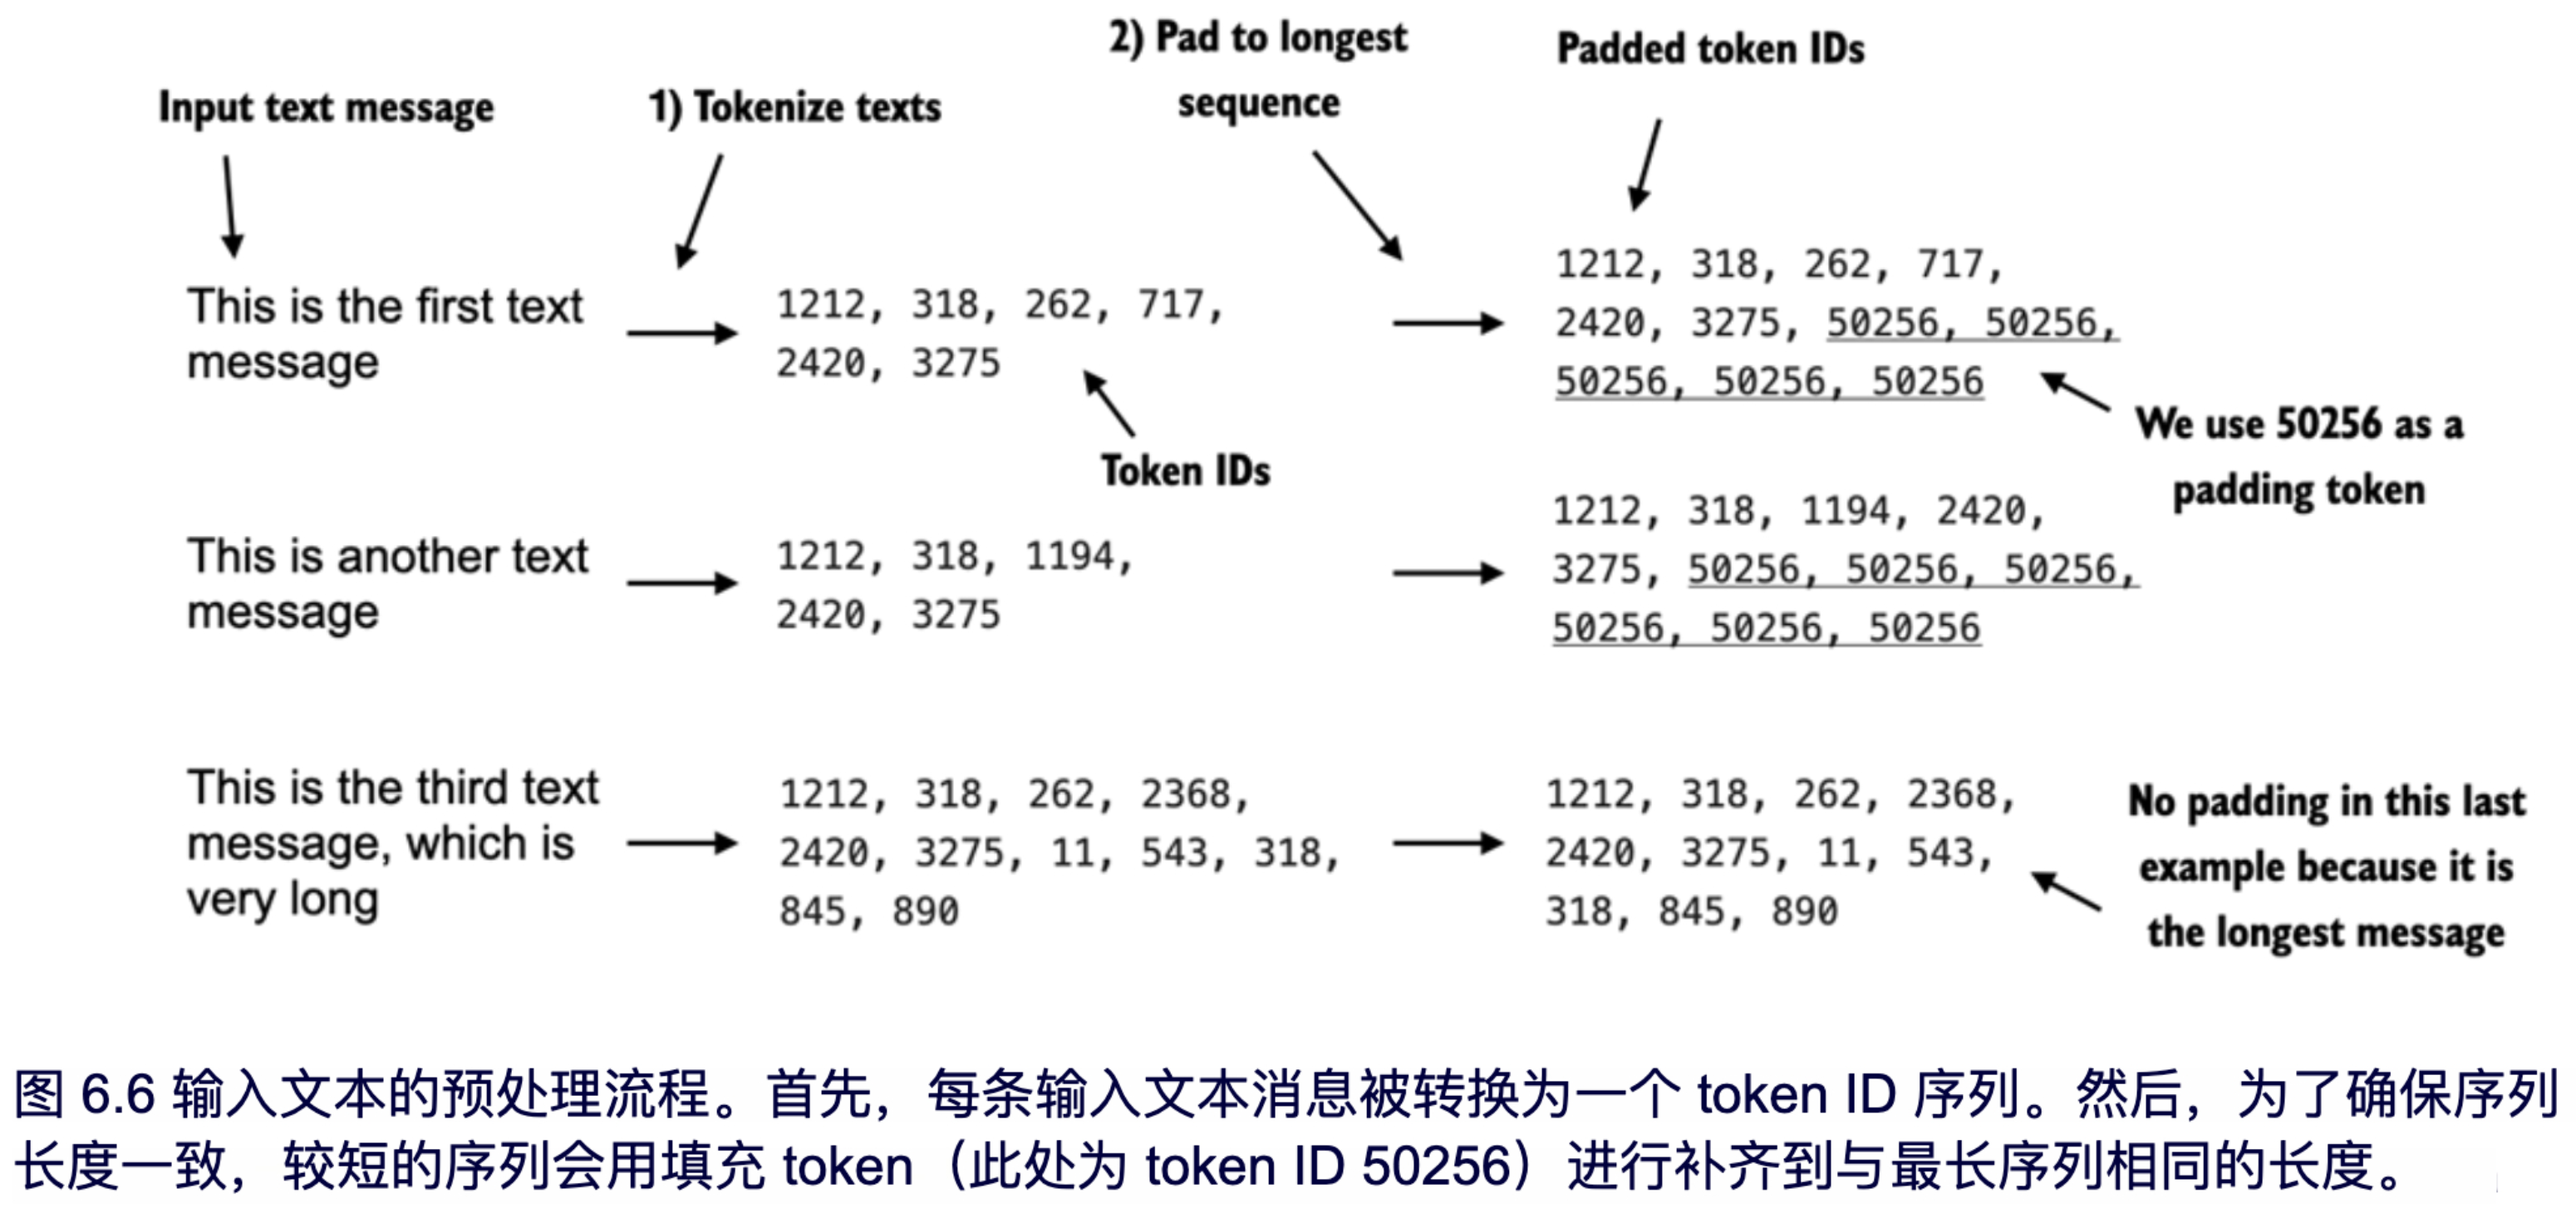 2) Pad to longest
sequence
Padded token IDs
Input text message
1) Tokenize texts
This is the first text
message
1212, 318, 262, 717,
2420, 3275
Token IDs
1212, 318, 262, 717,
2420, 3275, 50256, 50256,
50256, 50256, 50256
We use 50256 as a
padding token
This is another text
message
1212, 318, 1194,
2420, 3275
1212, 318, 1194, 2420,
3275, 50256, 50256, 50256,
50256, 50256, 50256
This is the third text
message, which is
very long
1212, 318, 262, 2368,
2420, 3275, 11, 543, 318,
845, 890
1212, 318, 262, 2368,
2420, 3275, 11, 543,
318, 845, 890
No padding in this last
example because it is
the longest message
图 6.6 输入文本的预处理流程。首先，每条输入文本消息被转换为一个 token ID 序列。然后，为了确保序列
长度一致，较短的序列会用填充 token（此处为 token ID 50256）进行补齐到与最长序列相同的长度。